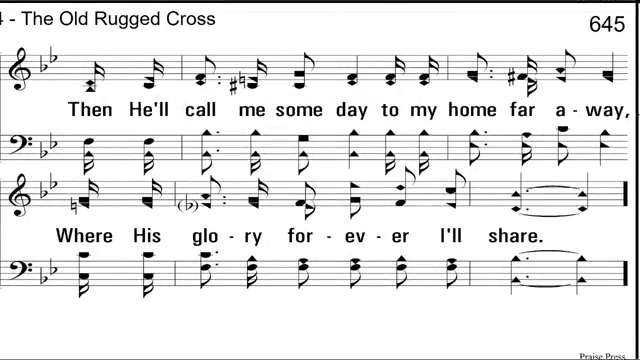 4 - The Old Rugged Cross
645
Then He'll call me some day to my home far a - way,
Where His glo - ry for - ev - er I'll share.
Praise Press